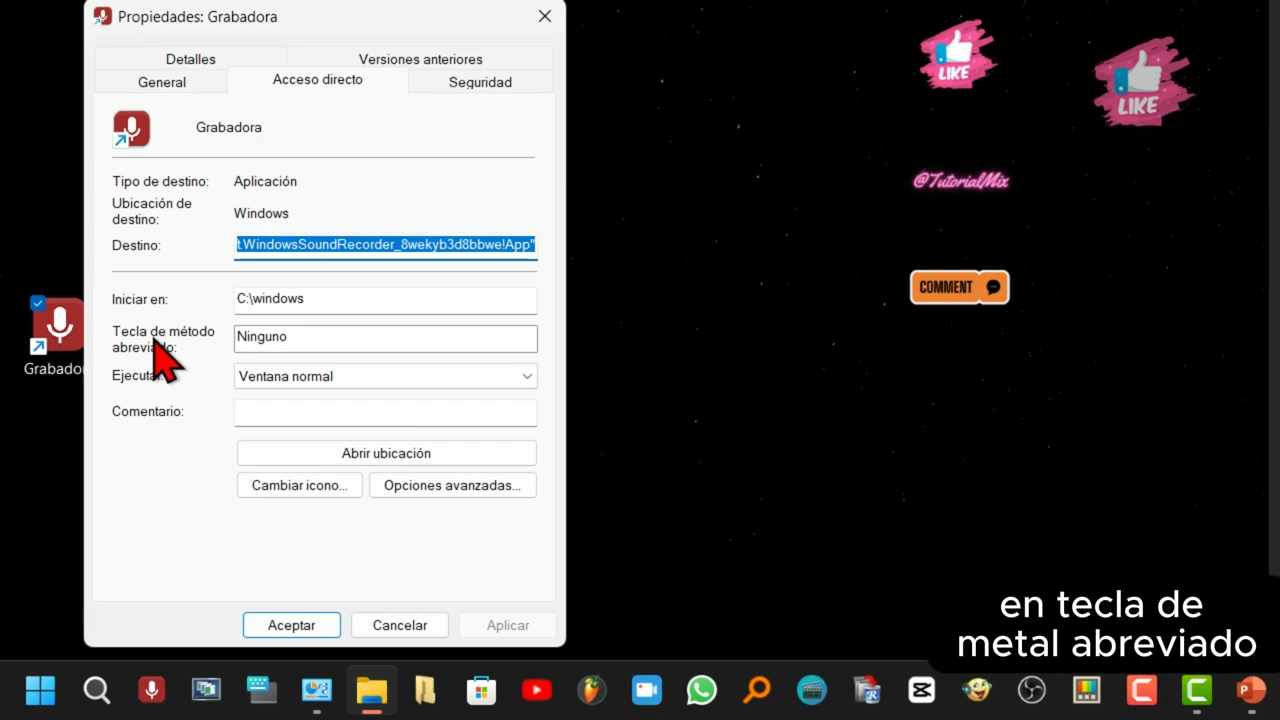 Propiedades: Grabadora
Detalles
Versiones anteriores
General
Acceso directo
Seguridad
Grabadora
Tipo de destino:
Aplicación
Ubicación de
destino:
Windows
Destino:
t.WindowsSoundRecorder_8wekyb3d8bbwe!App"
Iniciar en:
C:\windows
Tecla de método
abreviado:
Ninguno
Ejecutar:
Ventana normal
Comentario:
Abrir ubicación
Cambiar icono...
Opciones avanzadas...
Aceptar
Cancelar
Aplicar
Grabador
LIKE
LIKE
@TutorialMix
COMMENT
en tecla de
metal abreviado